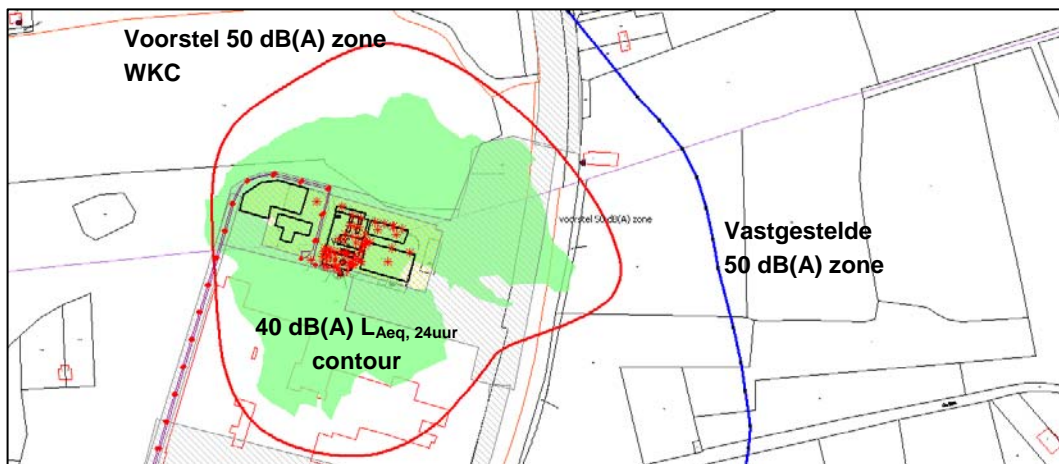 Voorstel 50 dB(A) zone
WKC
voorstel 50 dB(A) zone
Vastgestelde
50 dB(A) zone
40 dB(A) LAeq, 24uur
contour